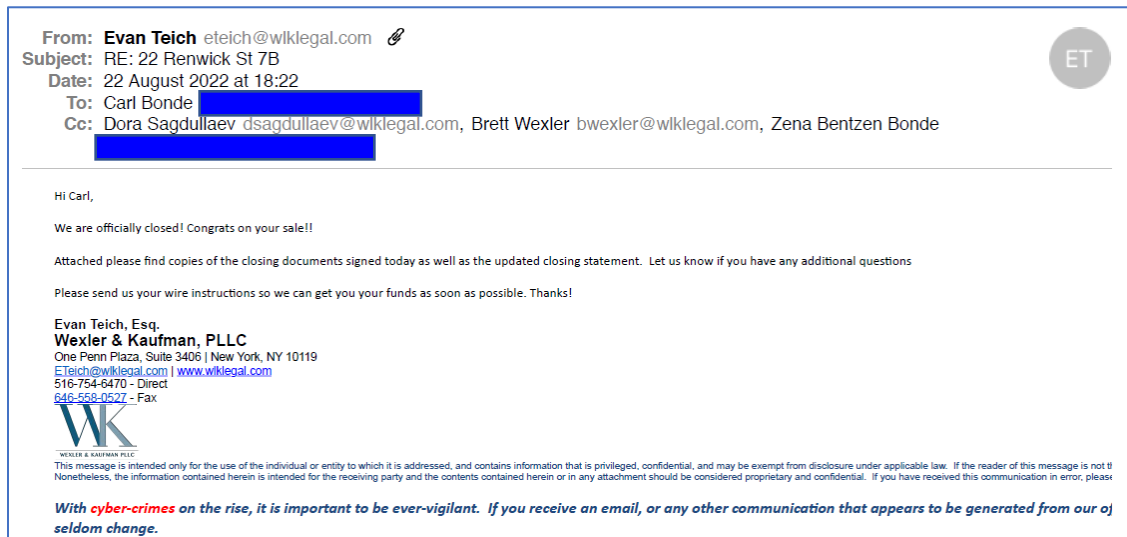 From: Evan Teich eteich@wlklegal.com
ET
Subject: RE: 22 Renwick St 7B
Date: 22 August 2022 at 18:22
To: Carl Bonde
Cc: Dora Sagdullaev dsagdullaev@wlklegal.com, Brett Wexler bwexler@wlklegal.com, Zena Bentzen Bonde
Hi Carl,
We are officially closed! Congrats on your sale!!
Attached please find copies of the closing documents signed today as well as the updated closing statement.  Let us know if you have any additional questions
Please send us your wire instructions so we can get you your funds as soon as possible. Thanks!
Evan Teich, Esq.
Wexler & Kaufman, PLLC
One Penn Plaza, Suite 3406 | New York, NY 10119
ETeich@wlklegal.com | www.wlklegal.com
516-754-6470 - Direct
646-558-0527 - Fax
WK
WEXLER & KAUFMAN PLLC
This message is intended only for the use of the individual or entity to which it is addressed, and contains information that is privileged, confidential, and may be exempt from disclosure under applicable law.  If the reader of this message is not
Nonetheless, the information contained herein is intended for the receiving party and the contents contained herein or in any attachment should be considered proprietary and confidential.  If you have received this communication in error, please
With cyber-crimes on the rise, it is important to be ever-vigilant.  If you receive an email, or any other communication that appears to be generated from our of
seldom change.